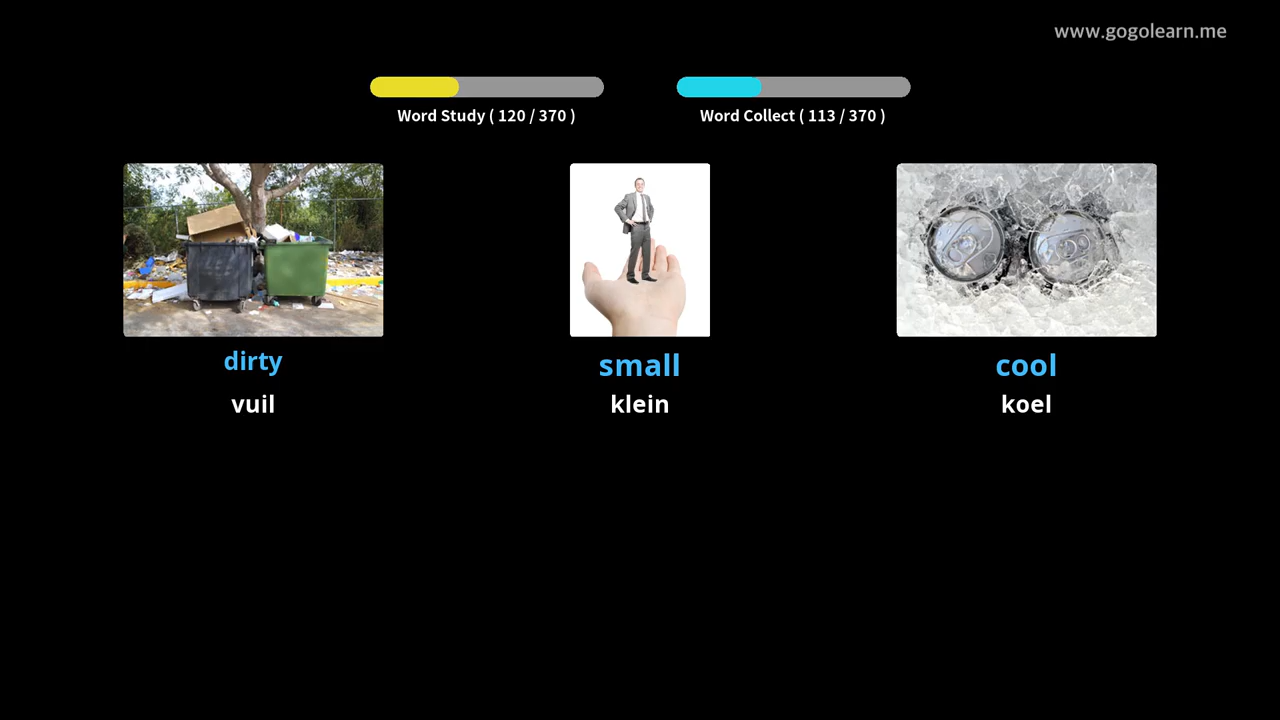 www.gogolearn.me
Word Study ( 120 / 370 )
Word Collect ( 113 / 370 )
dirty
small
cool
vuil
klein
koel